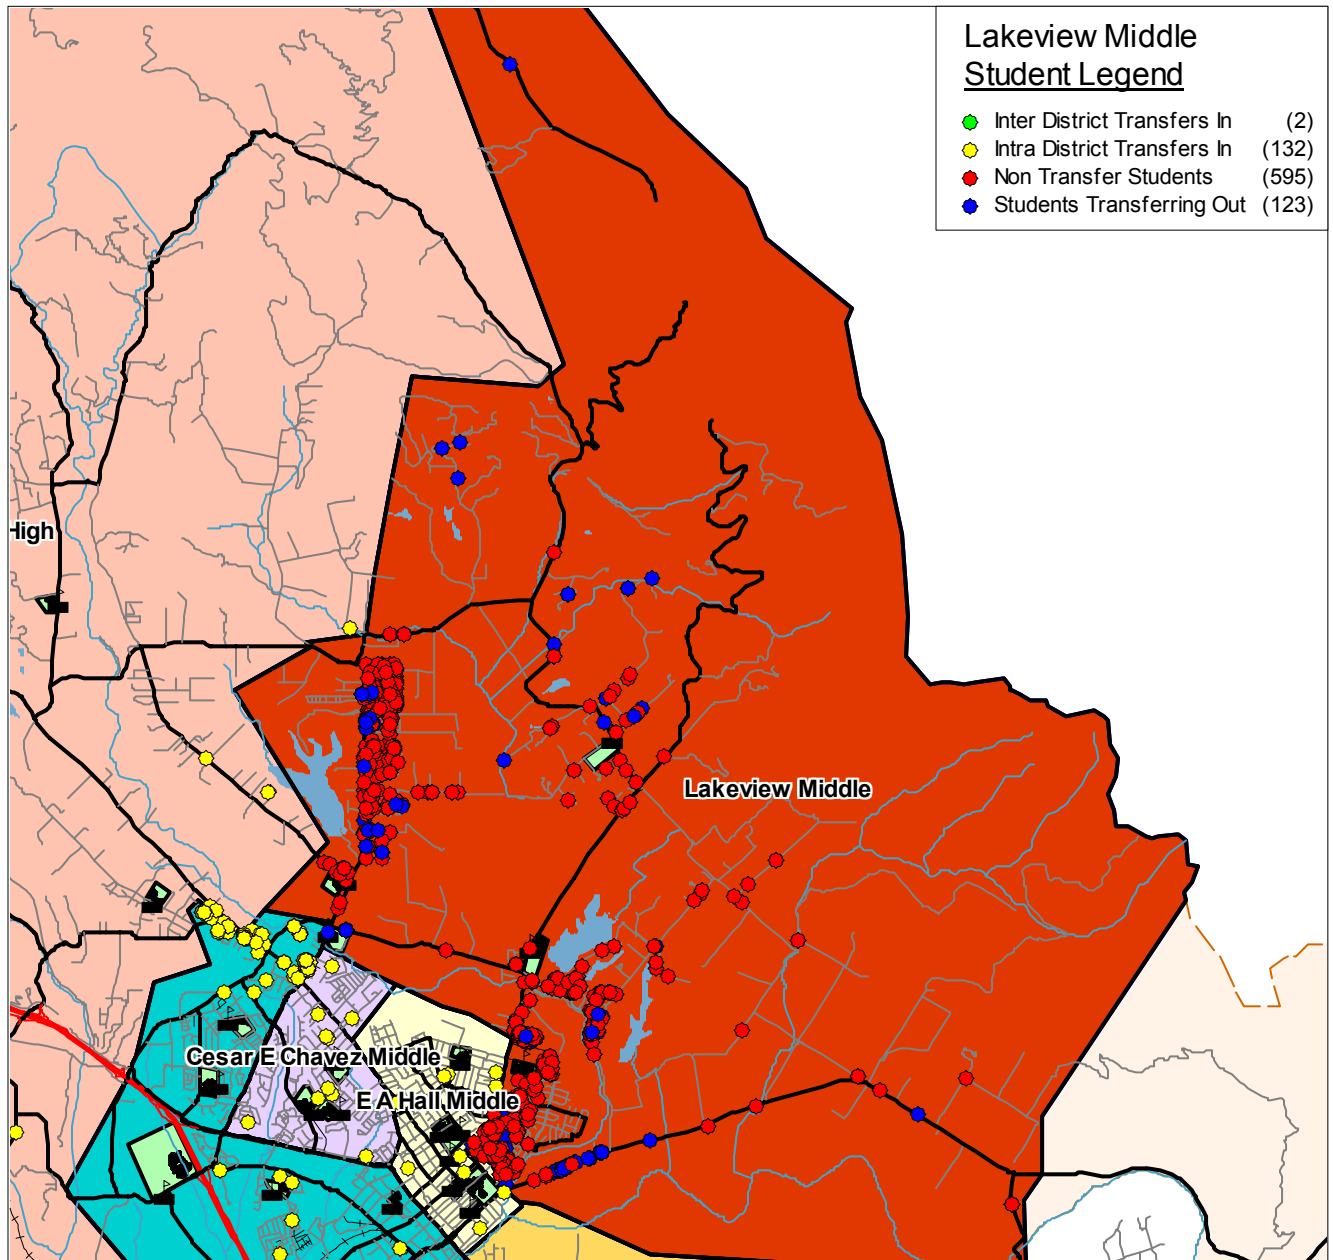 Lakeview Middle
Student Legend
Inter District Transfers In (2)
Intra District Transfers In (132)
Non Transfer Students (595)
Students Transferring Out (123)
High
Lakeview Middle
Cesar E Chavez Middle
E A Hall Middle